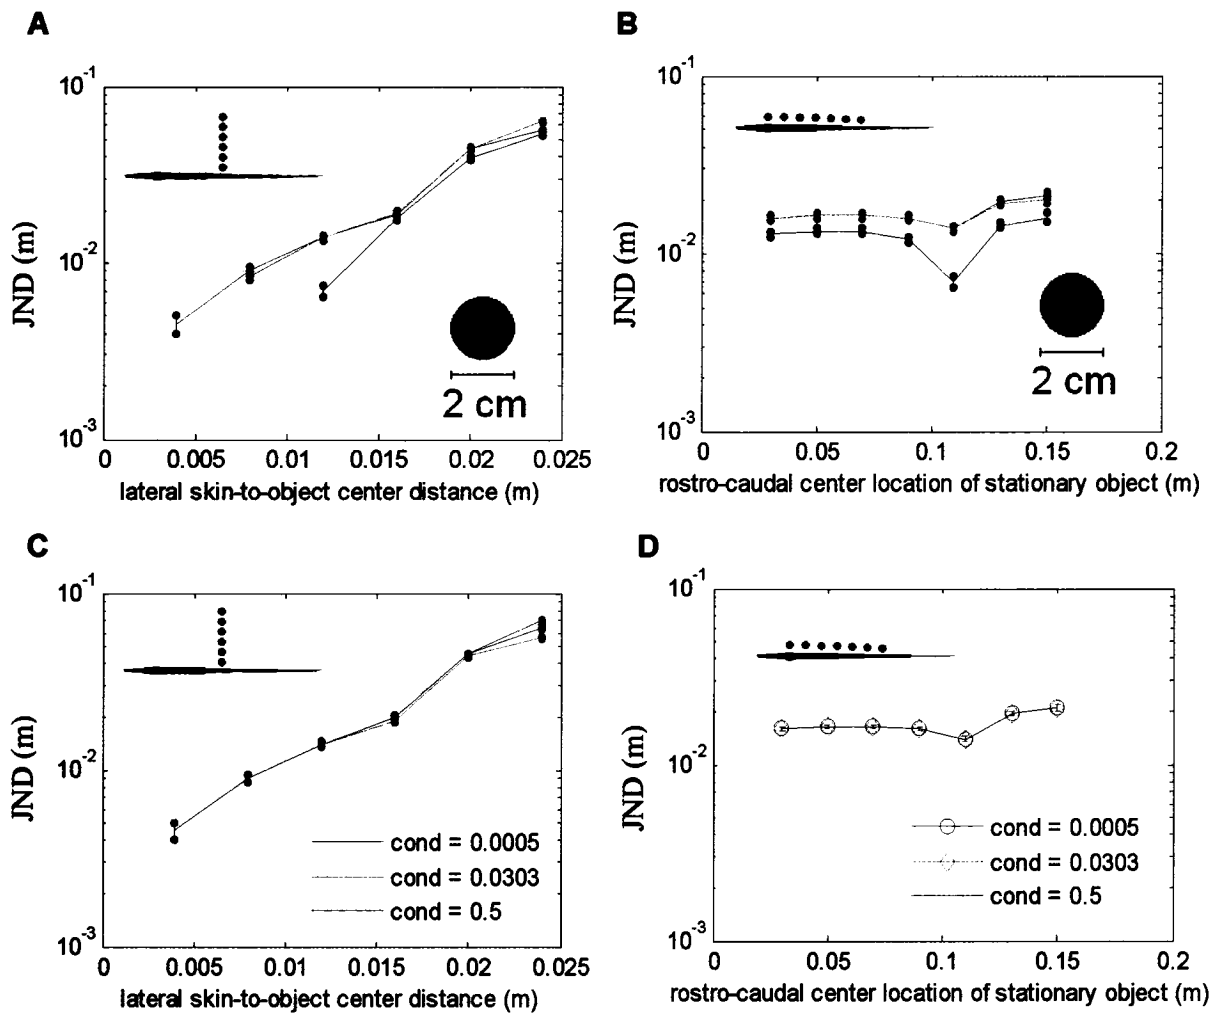 A
10-1
10-2
10-3
JND (m)
2 cm
0
0.005
0.01
0.015
0.02
0.025
lateral skin-to-object center distance (m)
B
10-1
10-2
10-3
JND (m)
2 cm
0
0.05
0.1
0.15
0.2
rostro-caudal center location of stationary object (m)
C
10-1
10-2
10-3
JND (m)
cond = 0.0005
cond = 0.0303
cond = 0.5
0
0.005
0.01
0.015
0.02
0.025
lateral skin-to-object center distance (m)
D
10-1
10-2
10-3
JND (m)
cond = 0.0005
cond = 0.0303
cond = 0.5
0
0.05
0.1
0.15
0.2
rostro-caudal center location of stationary object (m)